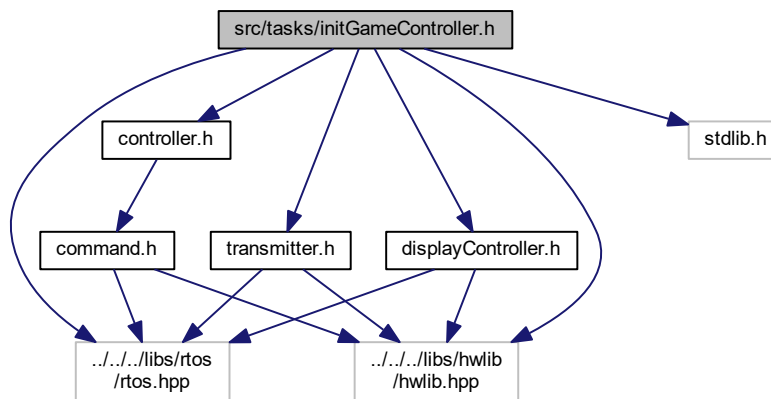 src/tasks/initGameController.h
controller.h
stdlib.h
command.h
transmitter.h
displayController.h
../../../libs/rtos
/rtos.hpp
../../../libs/hwlib
/hwlib.hpp